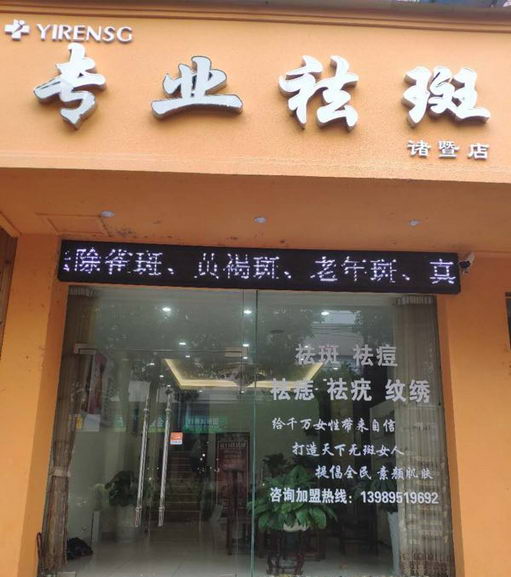 YIRENSG
专业祛斑
诸暨店
除雀斑、黄褐斑、老年斑、真
祛斑 祛痘
祛痣 祛疣 纹绣
给千万女性带来自信
打造天下无斑女人
提倡全民 素颜肌肤
咨询加盟热线：13989519692